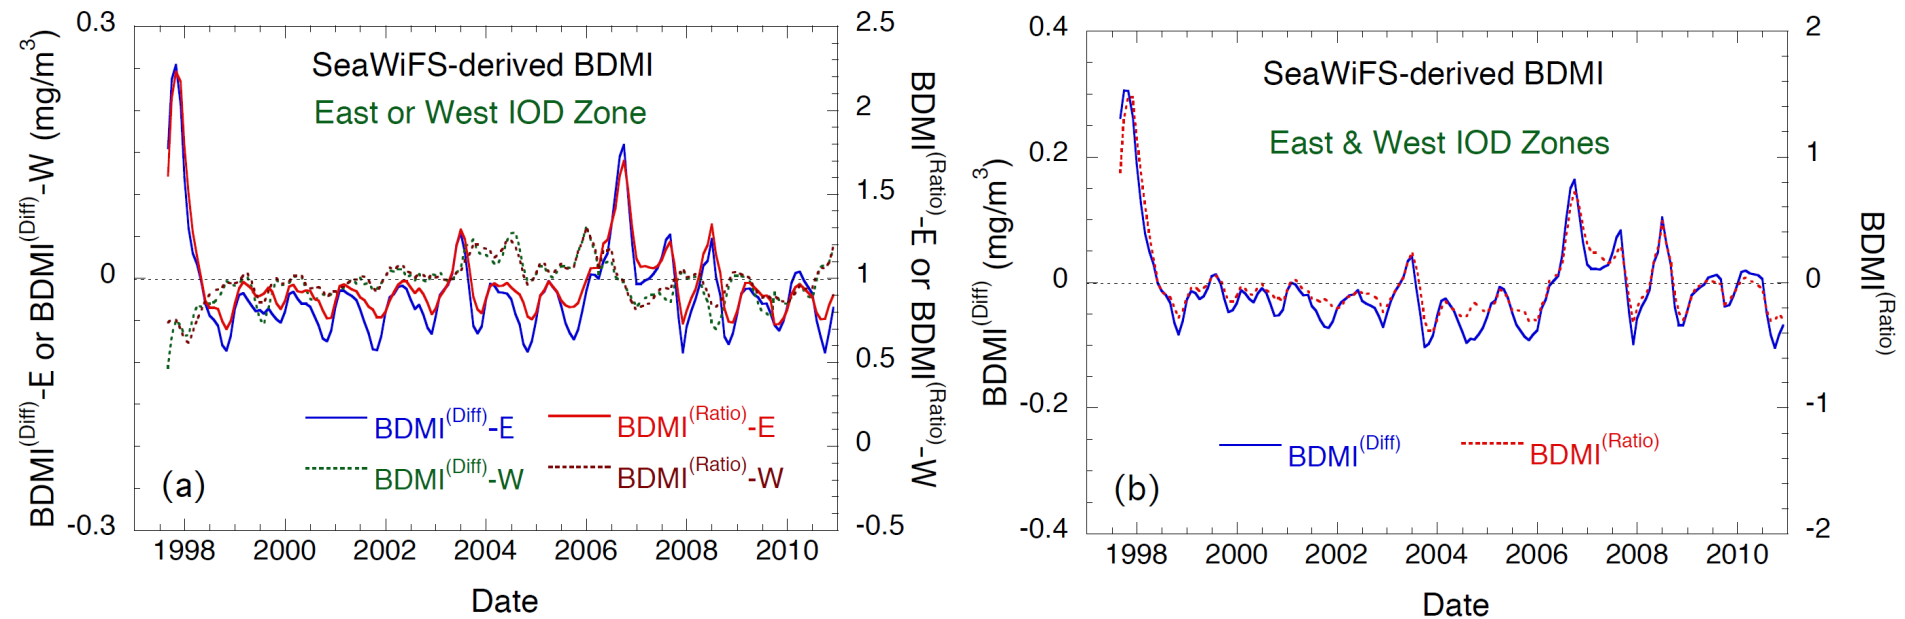 SeaWiFS-derived BDMI
East or West IOD Zone
BDMI(Diff)-E or BDMI(Diff)-W (mg/m3)
0.3
0
-0.3
2.5
2
1.5
1
0.5
0
-0.5
BDMI(Ratio)-E or BDMI(Ratio)-W
BDMI(Diff)-E
BDMI(Ratio)-E
BDMI(Diff)-W
BDMI(Ratio)-W
(a)
1998 2000 2002 2004 2006 2008 2010
Date
SeaWiFS-derived BDMI
East & West IOD Zones
BDMI(Diff) (mg/m3)
0.4
0.2
0
-0.2
-0.4
2
1
0
-1
-2
BDMI(Ratio)
BDMI(Diff)
BDMI(Ratio)
(b)
1998 2000 2002 2004 2006 2008 2010
Date